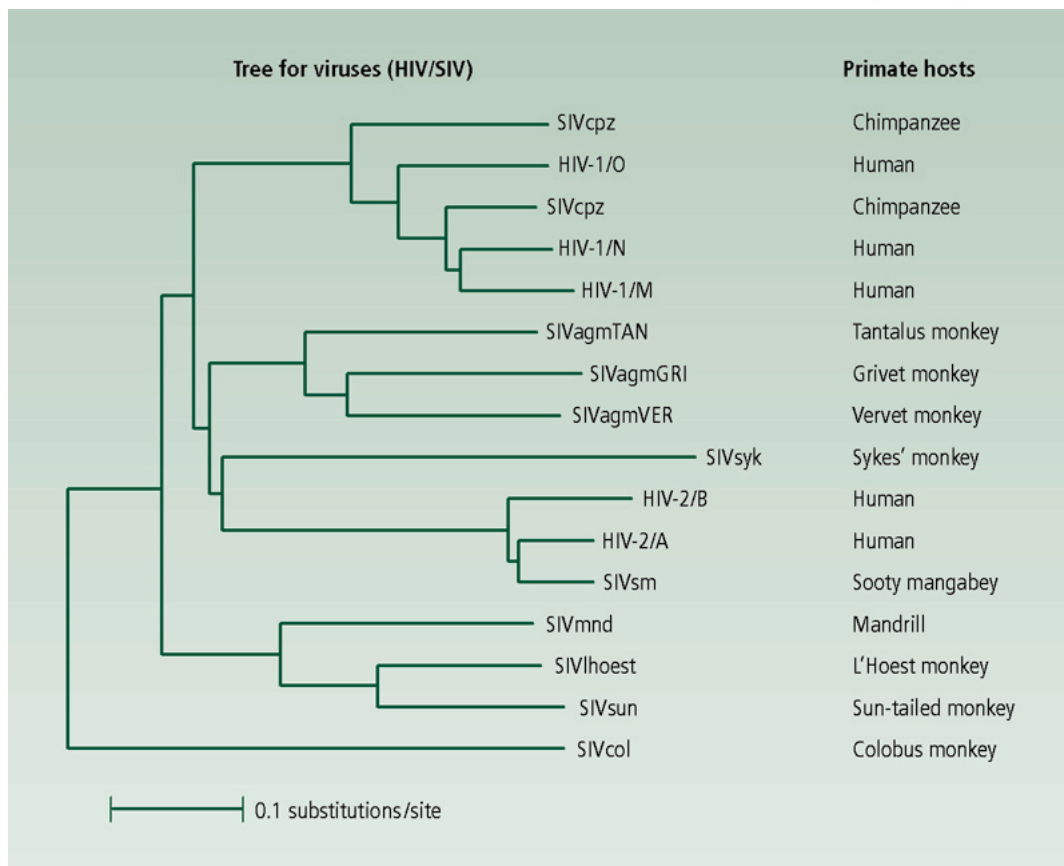 Tree for viruses (HIV/SIV) Primate hosts
SIVcpz Chimpanzee
HIV-1/O Human
SIVcpz Chimpanzee
HIV-1/N Human
HIV-1/M Human
SIVagmTAN Tantalus monkey
SIVagmGRI Grivet monkey
SIVagmVER Vervet monkey
SIVsyk Sykes’ monkey
HIV-2/B Human
HIV-2/A Human
SIVsm Sooty mangabey
SIVmnd Mandrill
SIVlhoest L’Hoest monkey
SIVsun Sun-tailed monkey
SIVcol Colobus monkey
0.1 substitutions/site